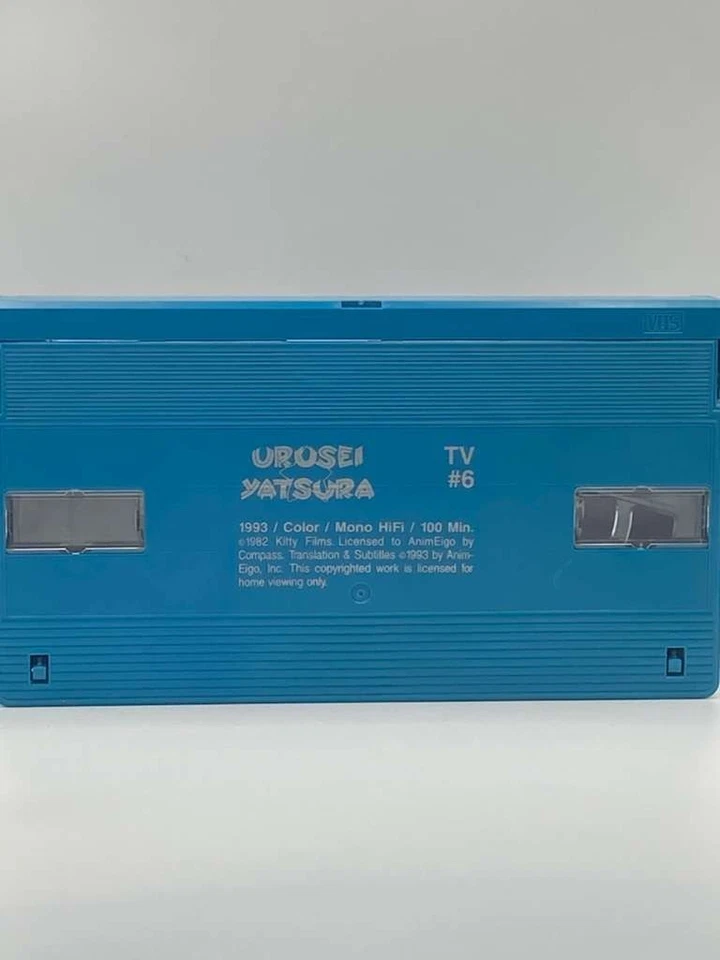 VHS
UROSEI
YATSURA
TV
#6
1993 / Color / Mono HiFi / 100 Min.
©1982 Kitty Films. Licensed to AnimEigo by
Compass. Translation & Subtitles ©1993 by Anim-
Eigo, Inc. This copyrighted work is licensed for
home viewing only.